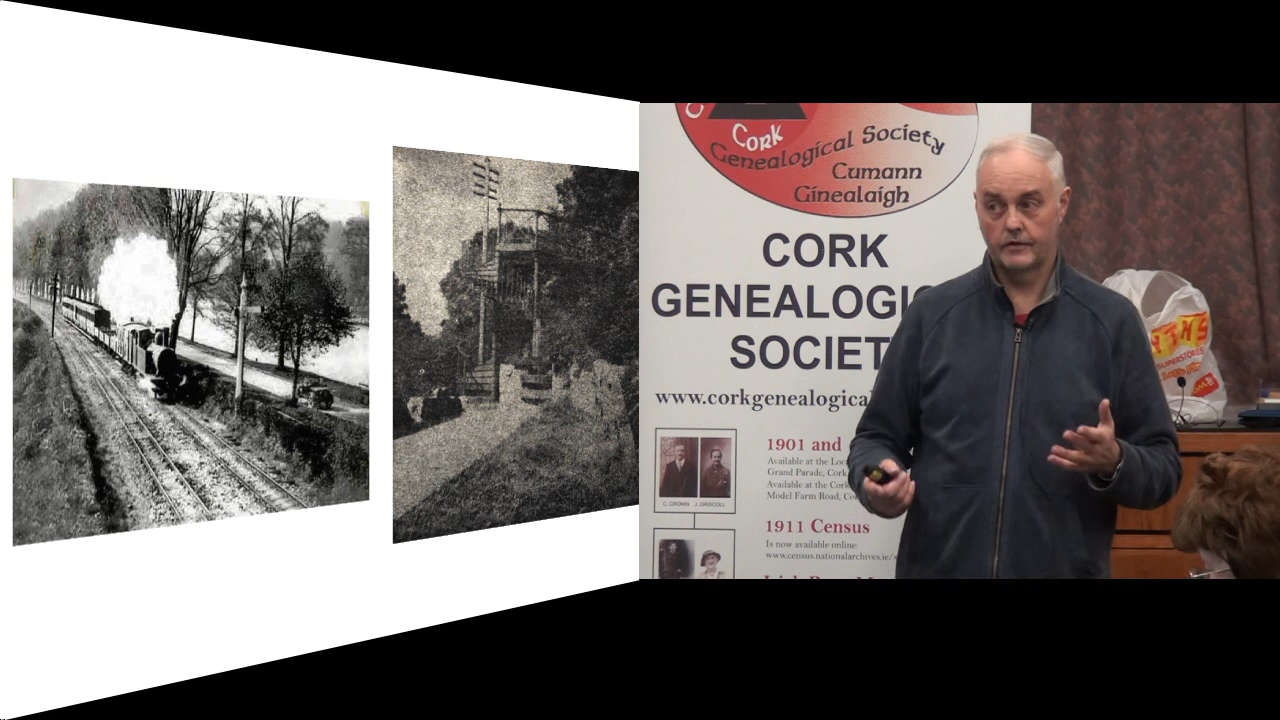 Cork
Genealogical Society
Cumann
Ginealaigh
CORK
GENEALOGIC
SOCIET
www.corkgenealogical
1901 and
Available at the Loc
Grand Parade, Cork
Available at the Cork
Model Farm Road, Co
C. CROWN J. DRISCOLL
1911 Census
Is now available online:
www.census.nationalarchives.ie/
SUPERSTORES